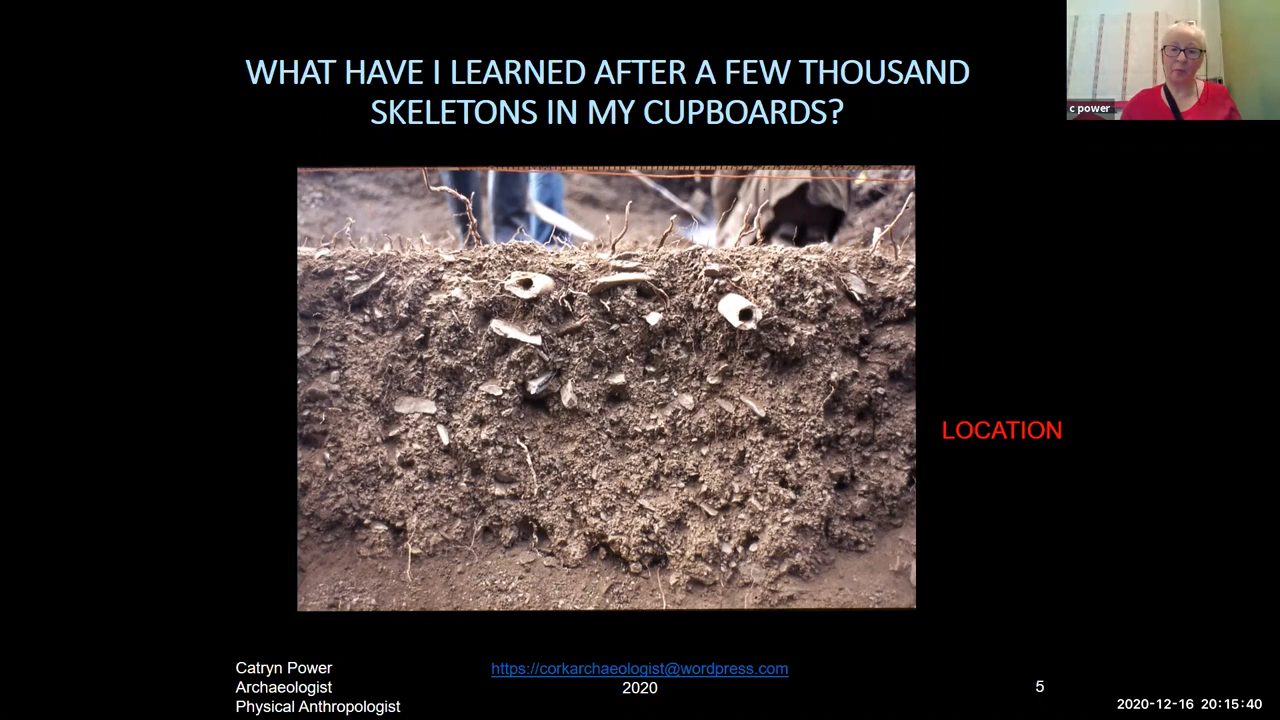 WHAT HAVE I LEARNED AFTER A FEW THOUSAND
SKELETONS IN MY CUPBOARDS?
c power
LOCATION
Catryn Power
Archaeologist
Physical Anthropologist
https://corkarchaeologist@wordpress.com
2020
5
2020-12-16 20:15:40